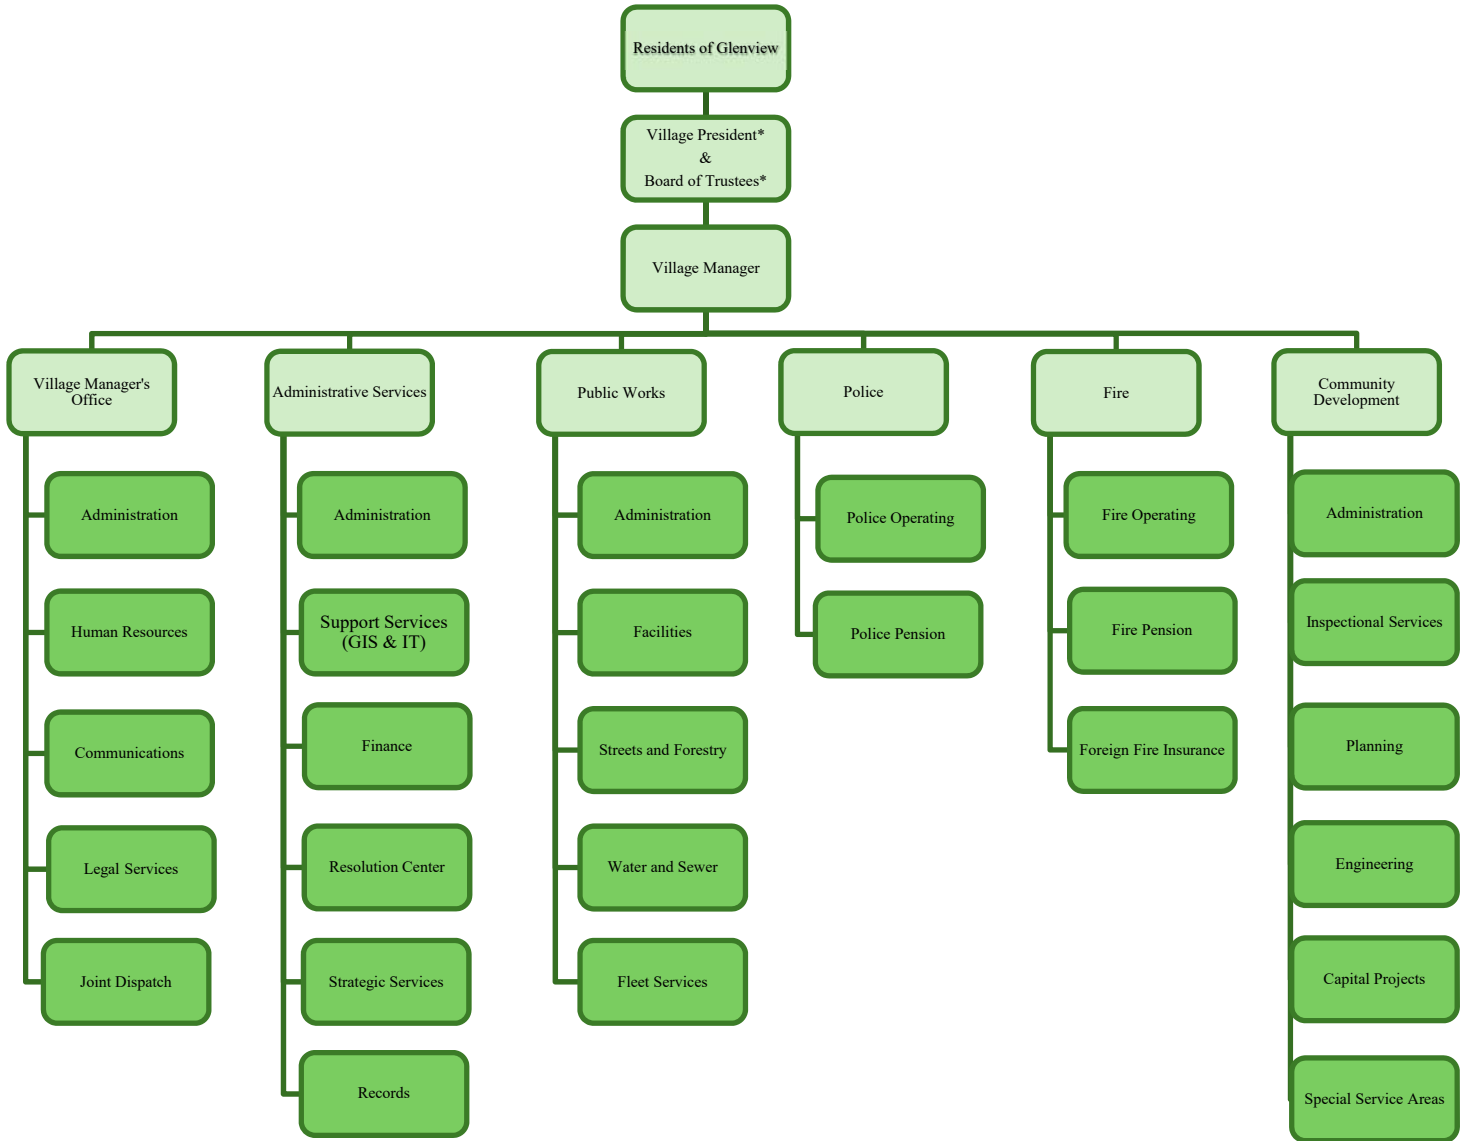 Residents of Glenview
Village President*
&
Board of Trustees*
Village Manager
Village Manager's
Office
Administrative Services
Public Works
Police
Fire
Community
Development
Administration
Human Resources
Communications
Legal Services
Joint Dispatch
Administration
Support Services
(GIS & IT)
Finance
Resolution Center
Strategic Services
Records
Administration
Facilities
Streets and Forestry
Water and Sewer
Fleet Services
Police Operating
Police Pension
Fire Operating
Fire Pension
Foreign Fire Insurance
Administration
Inspectional Services
Planning
Engineering
Capital Projects
Special Service Areas